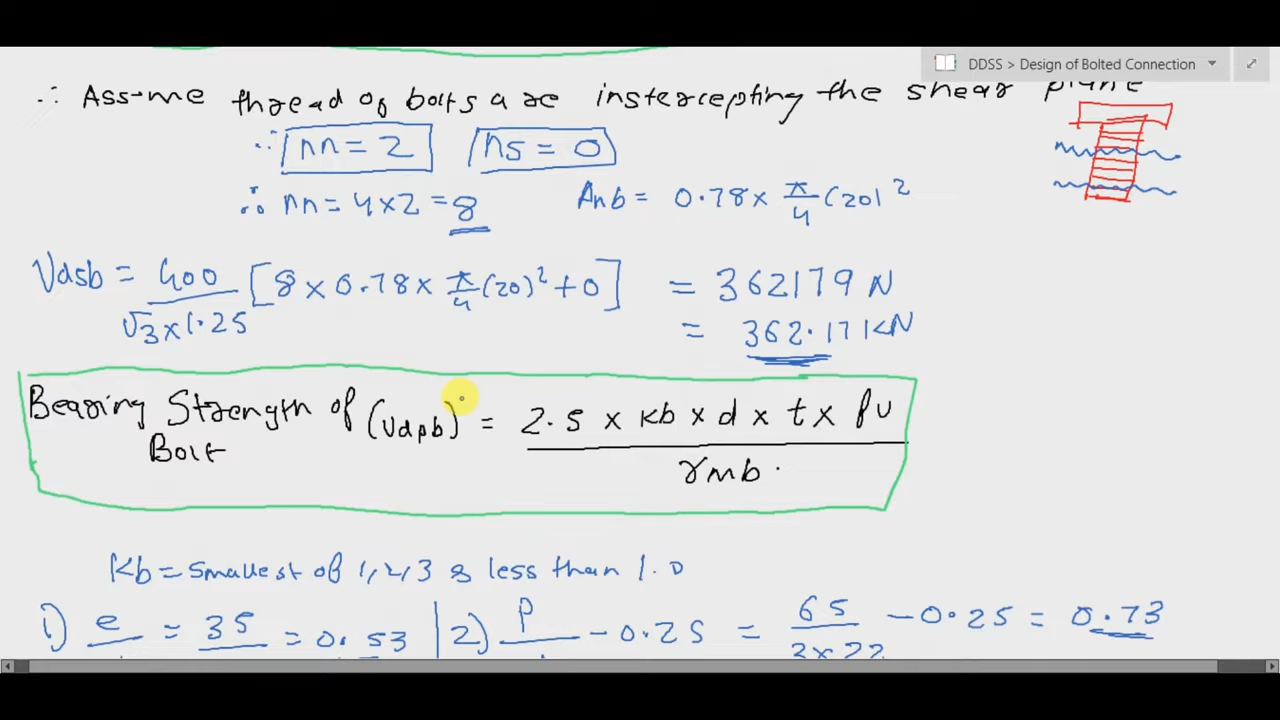 DDSS > Design of Bolted Connection
∴ Assume thread of bolts are instercepting the shear plane
∴ nn = 2 ns = 0
∴ nn = 4 x 2 = 8 Anb = 0.78 x π/4 (20)²
Vdsb = 400/√3 x 1.25 [8 x 0.78 x π/4 (20)² + 0] = 362179 N
= 362.17 KN
Bearing Strength of Bolt (Vdpb) = 2.5 x kb x d x t x fu / γmb
Kb = Smallest of 1, 2, 3 & less than 1.0
1) e = 35 = 0.53 | 2) p - 0.25 = 65/3x22 - 0.25 = 0.73